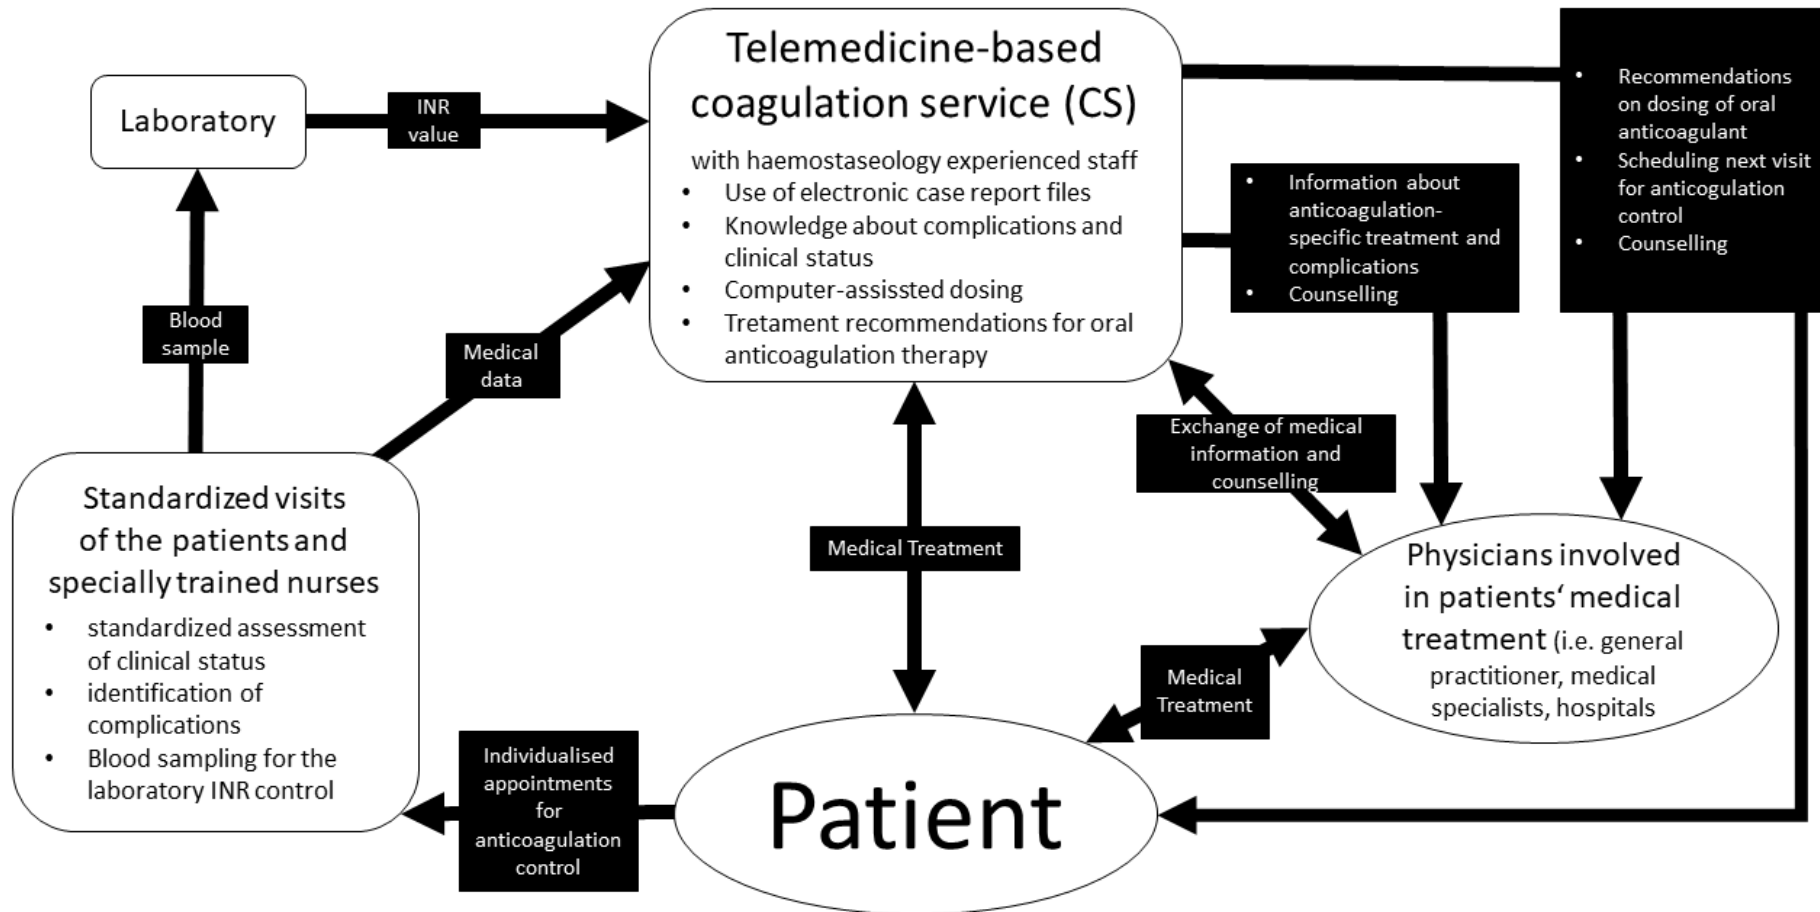 Telemedicine-based
coagulation service (CS)
with haemostaseology experienced staff
• Use of electronic case report files
• Knowledge about complications and
clinical status
• Computer-assissted dosing
• Tretament recommendations for oral
anticoagulation therapy
Laboratory
INR
value
Blood
sample
Medical
data
• Information about
anticoagulation-
specific treatment and
complications
• Counselling
• Recommendations
on dosing of oral
anticoagulant
• Scheduling next visit
for anticogulation
control
• Counselling
Exchange of medical
information and
counselling
Standardized visits
of the patients and
specially trained nurses
• standardized assessment
of clinical status
• identification of
complications
• Blood sampling for the
laboratory INR control
Medical Treatment
Physicians involved
in patients‘ medical
treatment (i.e. general
practitioner, medical
specialists, hospitals
Medical
Treatment
Individualised
appointments
for
anticoagulation
control
Patient